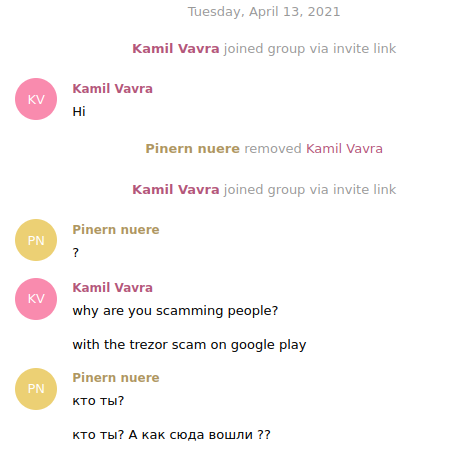 Tuesday, April 13, 2021
Kamil Vavra joined group via invite link
KV
Kamil Vavra
Hi
Pinern nuere removed Kamil Vavra
Kamil Vavra joined group via invite link
PN
Pinern nuere
?
KV
Kamil Vavra
why are you scamming people?
with the trezor scam on google play
PN
Pinern nuere
кто ты?
кто ты? А как сюда вошли ??